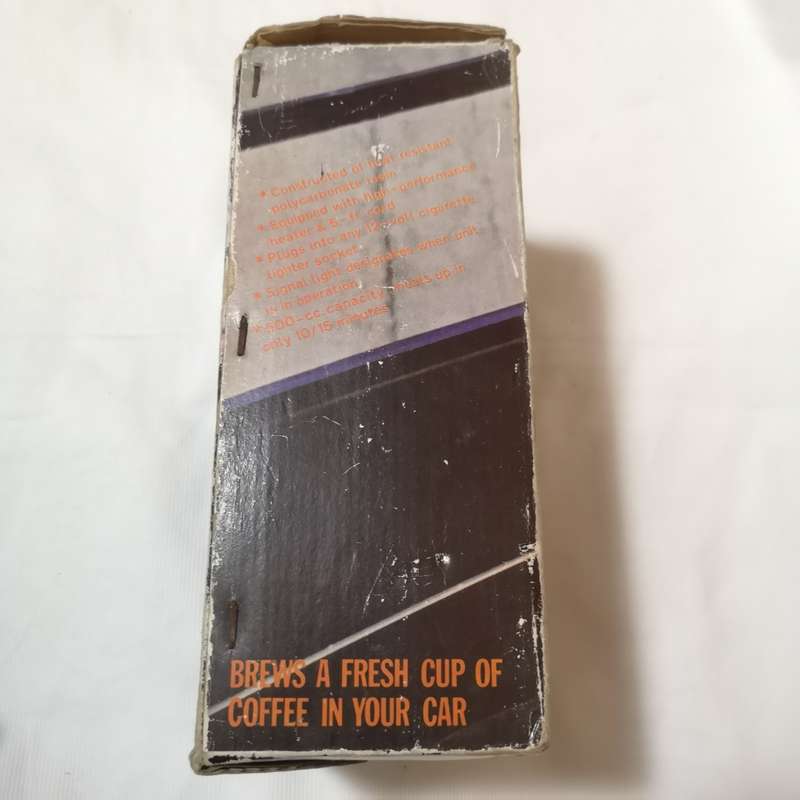 * Constructed of heat resistant
polycarbonate resin
* Equipped with high-performance
heater & 5-ft cord
* Plugs into any 12-volt cigarette
lighter socket
* Signal light designates when unit
is in operation
* 500-cc capacity heats up in
only 10/15 minutes
BREWS A FRESH CUP OF
COFFEE IN YOUR CAR